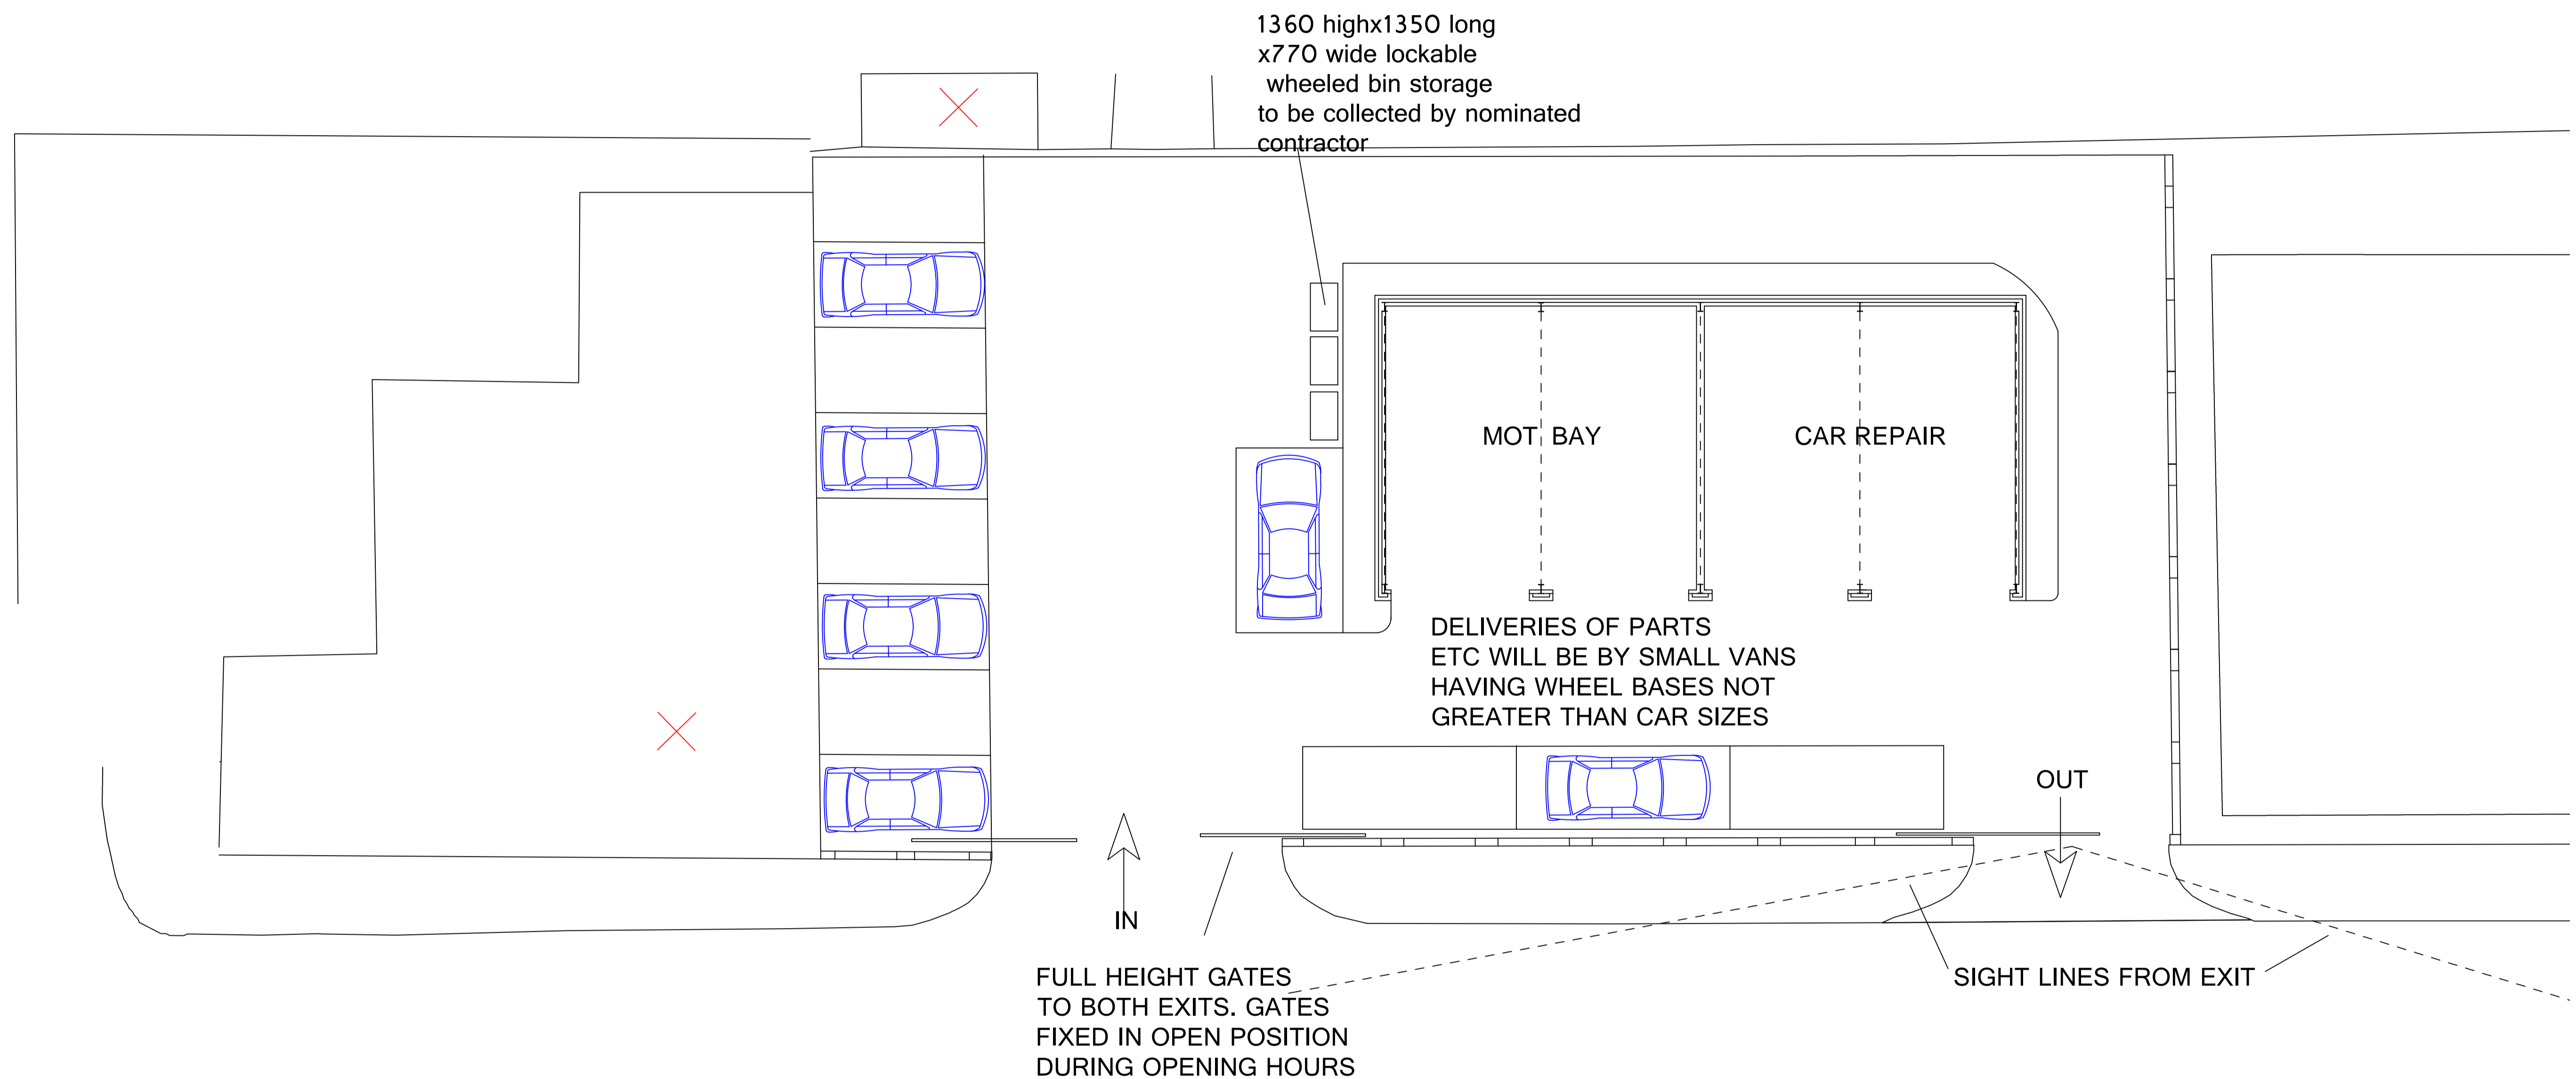 1360 highx1350 long
x770 wide lockable
wheeled bin storage
to be collected by nominated
contractor
MOT BAY
CAR REPAIR
DELIVERIES OF PARTS
ETC WILL BE BY SMALL VANS
HAVING WHEEL BASES NOT
GREATER THAN CAR SIZES
OUT
IN
FULL HEIGHT GATES
TO BOTH EXITS. GATES
FIXED IN OPEN POSITION
DURING OPENING HOURS
SIGHT LINES FROM EXIT